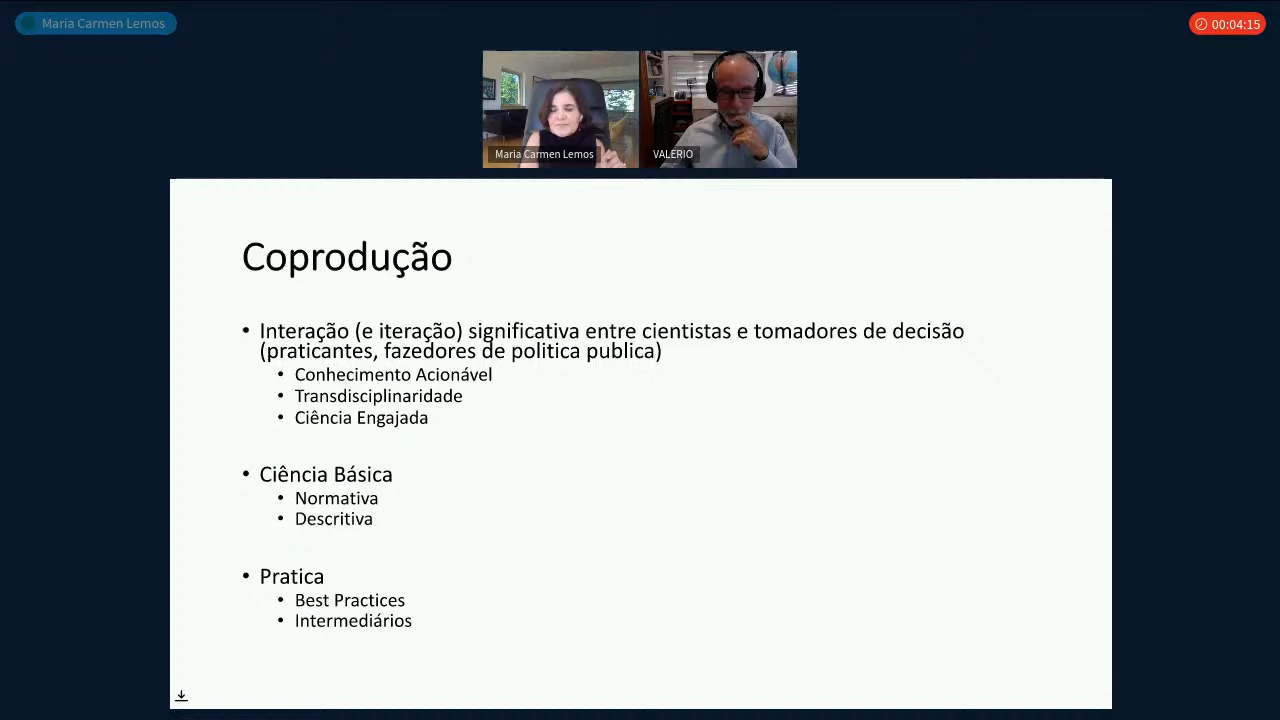 Maria Carmen Lemos
00:04:15
Maria Carmen Lemos
VALERIO
Coprodução
• Interação (e iteração) significativa entre cientistas e tomadores de decisão
(praticantes, fazedores de politica publica)
• Conhecimento Acionável
• Transdisciplinaridade
• Ciência Engajada
• Ciência Básica
• Normativa
• Descritiva
• Pratica
• Best Practices
• Intermediários